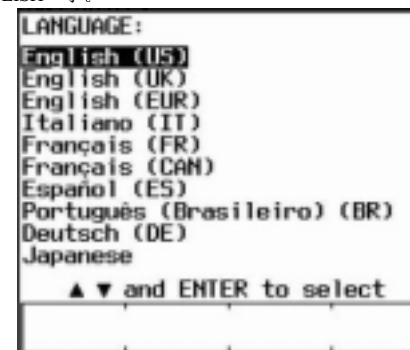 LANGUAGE:
English (US)
English (UK)
English (EUR)
Italiano (IT)
Français (FR)
Français (CAN)
Español (ES)
Português (Brasileiro) (BR)
Deutsch (DE)
Japanese
▲ ▼ and ENTER to select